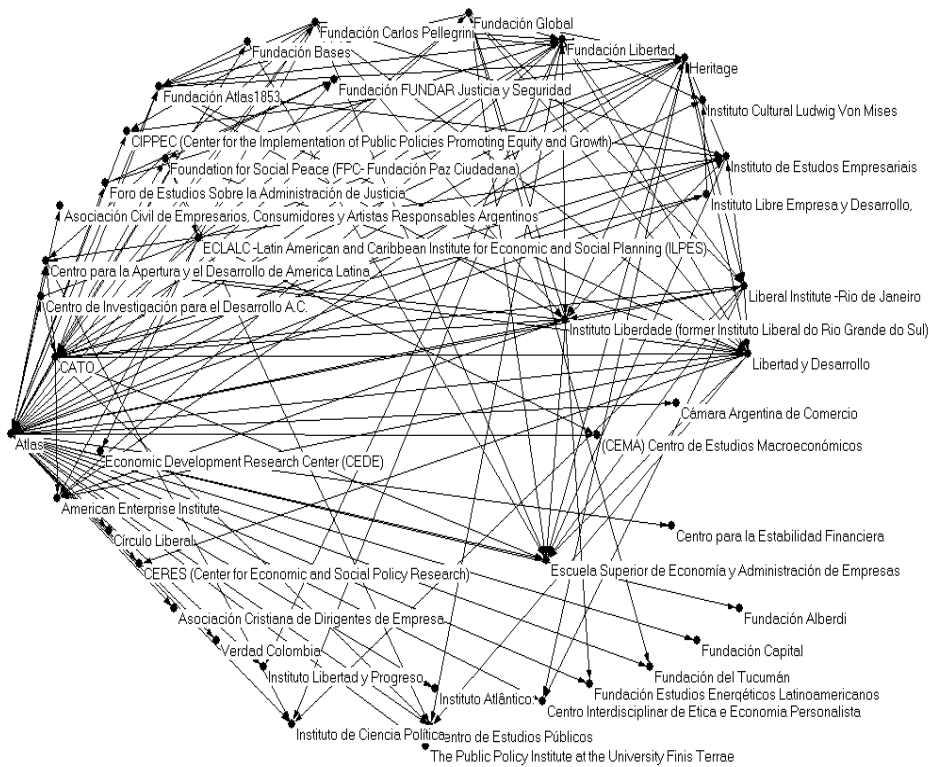 Fundación Global
Fundación Carlos Pellegrini
Fundación Libertad
Fundación Bases
Heritage
Fundación FUNDAR Justicia y Seguridad
Fundación Atlas1853
Instituto Cultural Ludwig Von Mises
CIPPEC (Center for the Implementation of Public Policies Promoting Equity and Growth)
Instituto de Estudos Empresariais
Foundation for Social Peace (FPC- Fundación Paz Ciudadana)
Foro de Estudios Sobre la Administración de Justicia
Instituto Libre Empresa y Desarrollo,
Asociación Civil de Empresarios, Consumidores y Artistas Responsables Argentinos
ECLALC -Latin American and Caribbean Institute for Economic and Social Planning (ILPES)
Centro para la Apertura y el Desarrollo de America Latina
Liberal Institute -Rio de Janeiro
Centro de Investigación para el Desarrollo A.C.
Instituto Liberdade (former Instituto Liberal do Rio Grande do Sul)
CATO
Libertad y Desarrollo
Cámara Argentina de Comercio
Atlas
(CEMA) Centro de Estudios Macroeconómicos
Economic Development Research Center (CEDE)
American Enterprise Institute
Centro para la Estabilidad Financiera
Círculo Liberal
CERES (Center for Economic and Social Policy Research)
Escuela Superior de Economía y Administración de Empresas
Asociación Cristiana de Dirigentes de Empresa
Fundación Alberdi
Verdad Colombia
Fundación Capital
Instituto Libertad y Progreso
Fundación del Tucumán
Instituto Atlântico.
Fundación Estudios Energéticos Latinoamericanos
Centro Interdisciplinar de Etica e Economia Personalista
Instituto de Ciencia Política
entro de Estudios Públicos
The Public Policy Institute at the University Finis Terrae